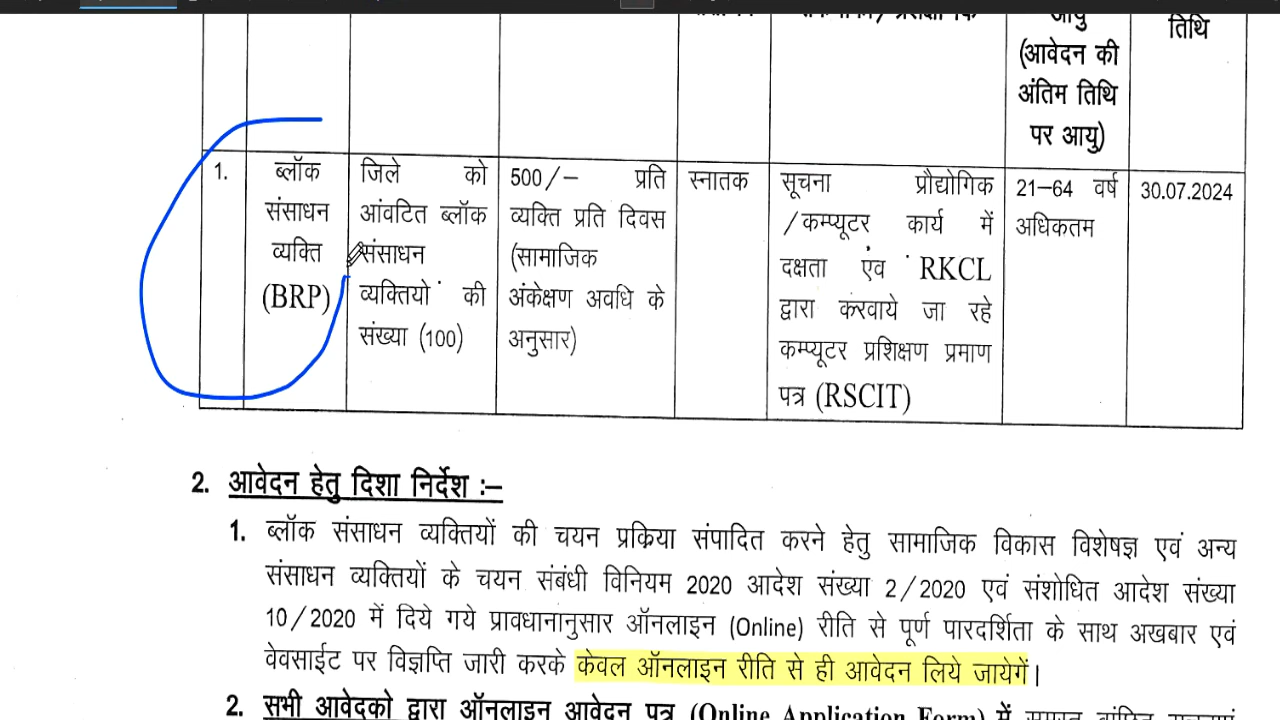 आयु
तिथि
(आवेदन की
अंतिम तिथि
पर आयु)
1.
ब्लॉक
संसाधन
व्यक्ति
(BRP)
जिले को
आंवटित ब्लॉक
संसाधन
व्यक्तियो की
संख्या (100)
500/– प्रति
व्यक्ति प्रति दिवस
(सामाजिक
अंकेक्षण अवधि के
अनुसार)
स्नातक
सूचना प्रौद्योगिक
/कम्प्यूटर कार्य में
दक्षता एंव RKCL
द्वारा करवाये जा रहे
कम्प्यूटर प्रशिक्षण प्रमाण
पत्र (RSCIT)
21–64 वर्ष
अधिकतम
30.07.2024
2. आवेदन हेतु दिशा निर्देश :–
1. ब्लॉक संसाधन व्यक्तियों की चयन प्रकिया संपादित करने हेतु सामाजिक विकास विशेषज्ञ एवं अन्य
संसाधन व्यक्तियों के चयन संबंधी विनियम 2020 आदेश संख्या 2/2020 एवं संशोधित आदेश संख्या
10/2020 में दिये गये प्रावधानानुसार ऑनलाइन (Online) रीति से पूर्ण पारदर्शिता के साथ अखबार एवं
वेवसाईट पर विज्ञप्ति जारी करके केवल ऑनलाइन रीति से ही आवेदन लिये जायेगें।
2. सभी आवेदको द्वारा ऑनलाइन आवेदन पत्र (Online Application Form) में